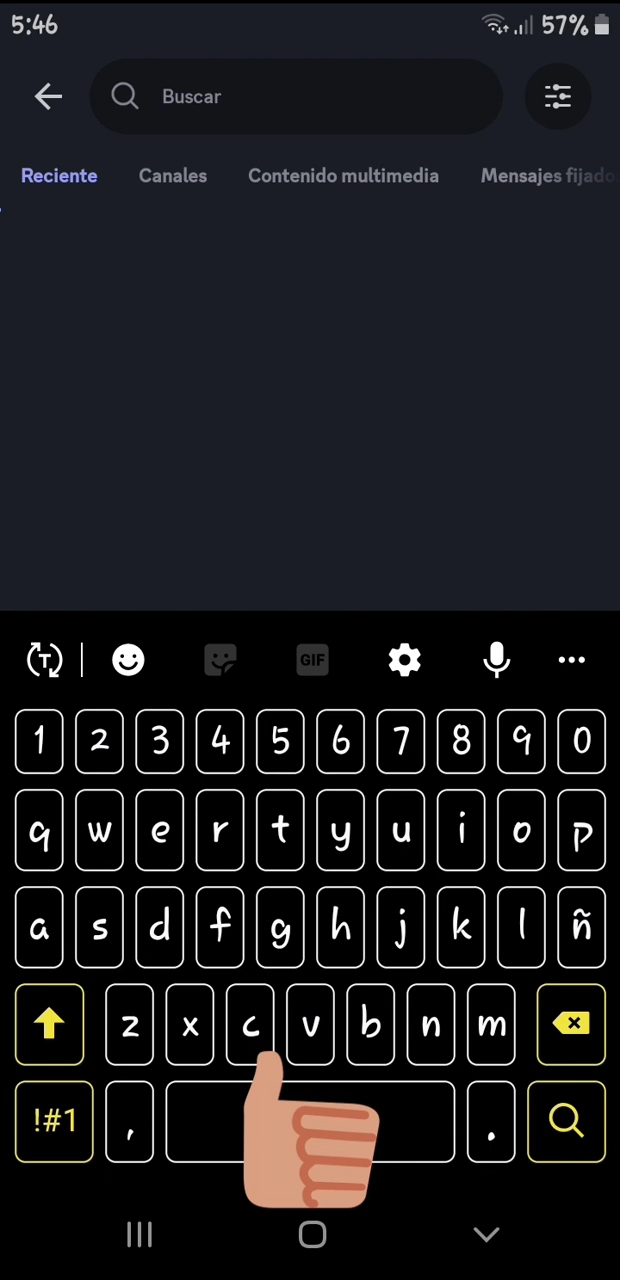 5:46 57%
Buscar
Reciente Canales Contenido multimedia Mensajes fijado
T GIF
1 2 3 4 5 6 7 8 9 0
q w e r t y u i o p
a s d f g h j k l ñ
z x c v b n m
!#1 , .